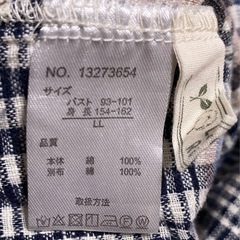 NO. 13273654
サイズ
バスト 93-101
身長 154-162
LL
品質
本体 綿 100%
別布 綿 100%
取扱方法